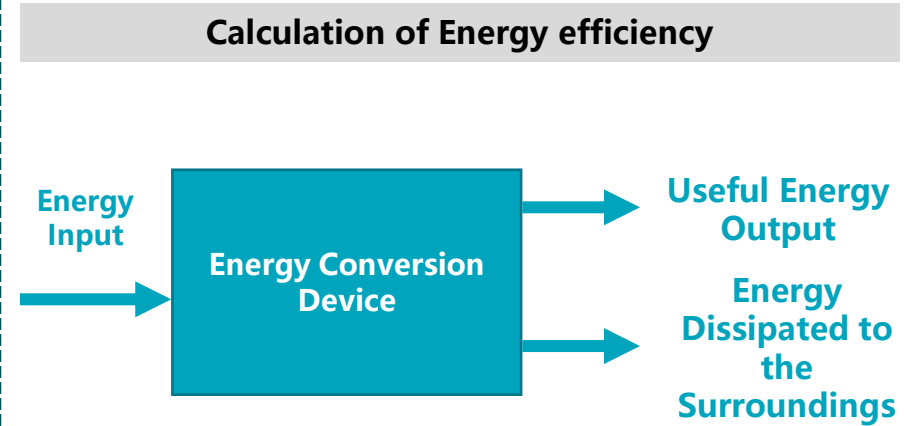 Calculation of Energy efficiency
Energy
Input
Energy Conversion
Device
Useful Energy
Output
Energy
Dissipated to
the
Surroundings